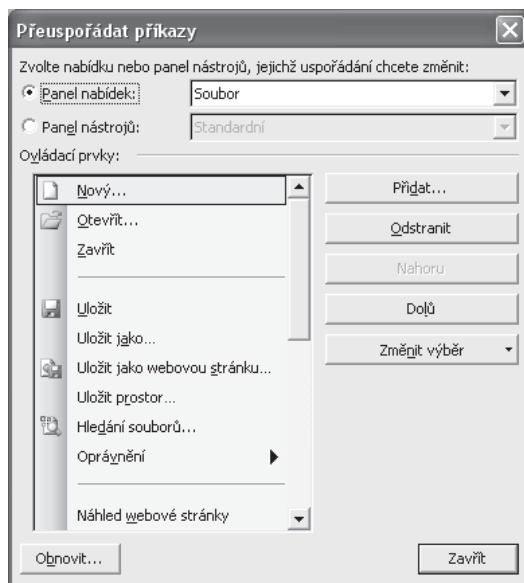 Přeuspořádat příkazy
Zvolte nabídku nebo panel nástrojů, jejichž uspořádání chcete změnit:
Panel nabídek: Soubor
Panel nástrojů: Standardní
Ovládací prvky:
Nový... Přidat...
Otevřít... Odstranit
Zavřít Nahoru
Uložit Dolů
Uložit jako... Změnit výběr
Uložit jako webovou stránku...
Uložit prostor...
Hledání souborů...
Oprávnění
Náhled webové stránky
Obnovit... Zavřít